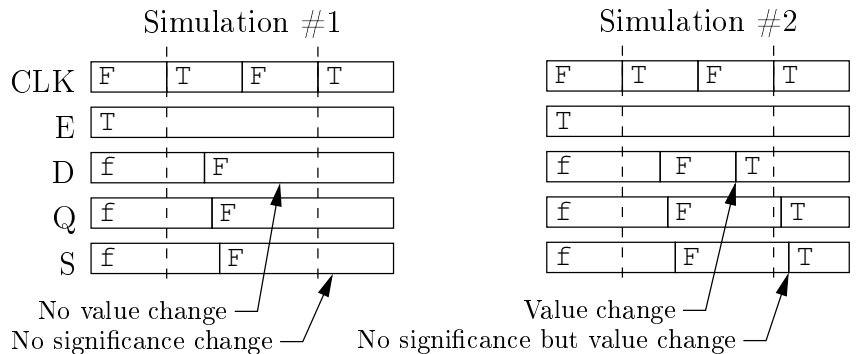 Simulation #1 Simulation #2
CLK F T F T F T F T
E T T
D f F f F T
Q f F f F T
S f F f F T
No value change Value change
No significance change No significance but value change